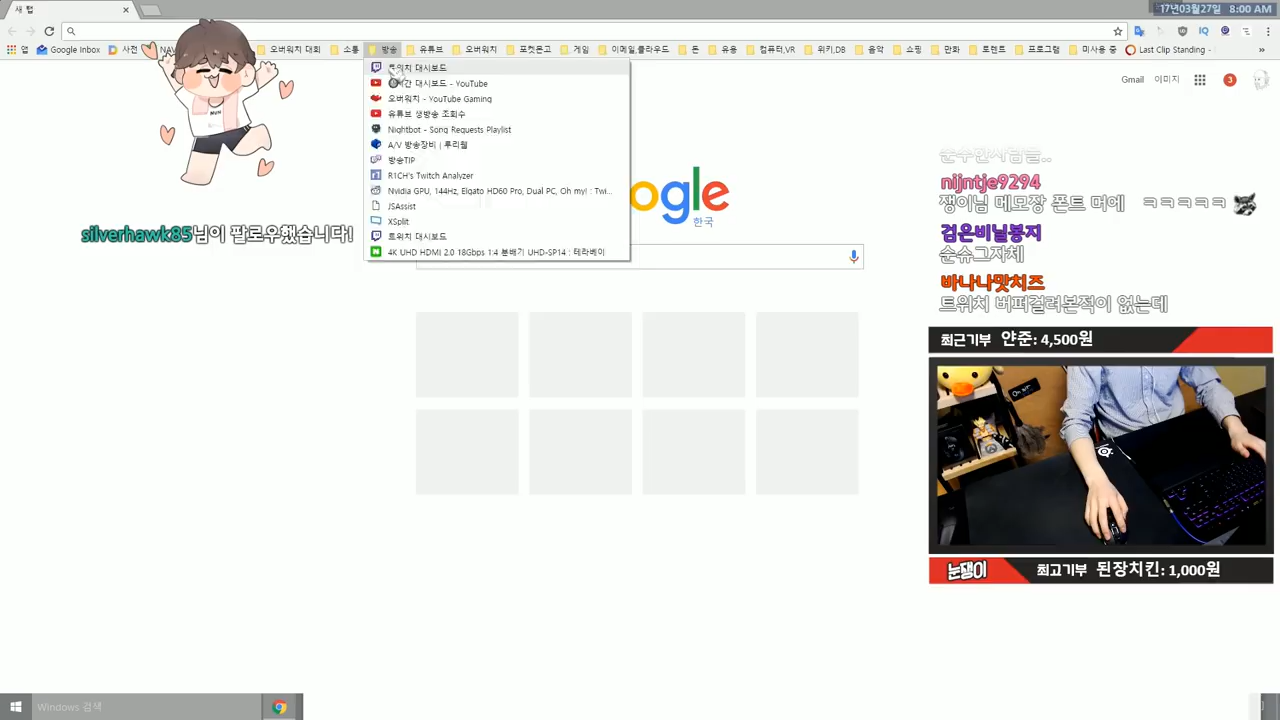 새 탭
17년03월27일 8:00 AM
앱
Google Inbox
사전
오버워치 대회
소통
방송
유튜브
오버워치
포켓몬고
게임
이메일,클라우드
돈
유용
컴퓨터,VR
위키,DB
음악
쇼핑
만화
토렌트
프로그램
미사용 중
Last Clip Standing -
트위치 대시보드
대시보드 - YouTube
오버워치 - YouTube Gaming
유튜브 생방송 조회수
Nightbot - Song Requests Playlist
A/V 방송장비 | 루리웹
방송TIP
R1CH's Twitch Analyzer
Nvidia GPU, 144Hz, Elgato HD60 Pro, Dual PC, Oh my! : Twi...
JSAssist
XSplit
트위치 대시보드
4K UHD HDMI 2.0 18Gbps 1:4 분배기 UHD-SP14 : 테라베이
Gmail
이미지
3
NVN
silverhawk85님이 팔로우했습니다!
ogle
한국
순수한사람들..
nijntje9294
쟁이님 메모장 폰트 머에 ㅋㅋㅋㅋㅋ
검은비닐봉지
순수그자체
바나나맛치즈
트위치 버퍼걸려본적이 없는데
최근기부 얀준: 4,500원
눈쟁이
최고기부 된장치킨: 1,000원
Windows 검색